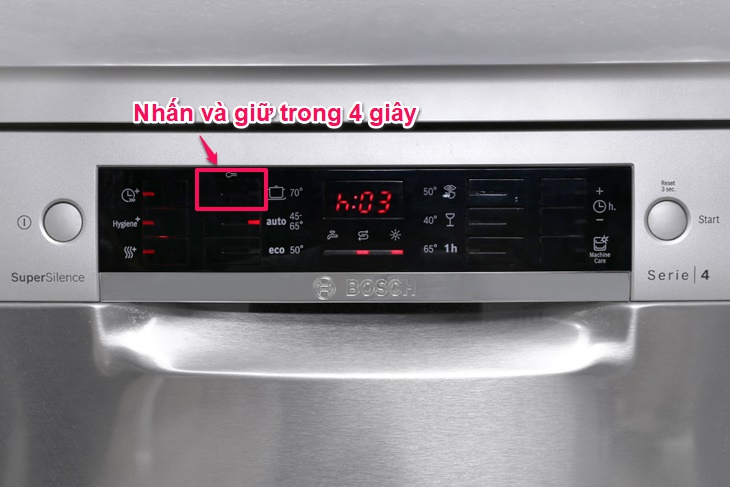 Nhấn và giữ trong 4 giây
70°
h:03
50°
+
Reset
3 sec.
Hygiene+
auto
45-
65°
40°
h.
-
Start
eco
50°
65°
1h
Machine
Care
SuperSilence
BOSCH
Serie | 4